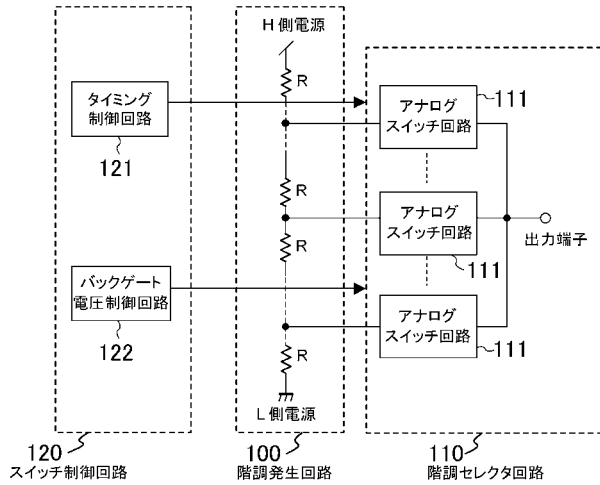 H側電源
R
タイミング
制御回路
121
アナログ
スイッチ回路
111
R
アナログ
スイッチ回路
111
出力端子
R
バックゲート
電圧制御回路
122
アナログ
スイッチ回路
111
R
L側電源
120
スイッチ制御回路
100
階調発生回路
110
階調セレクタ回路